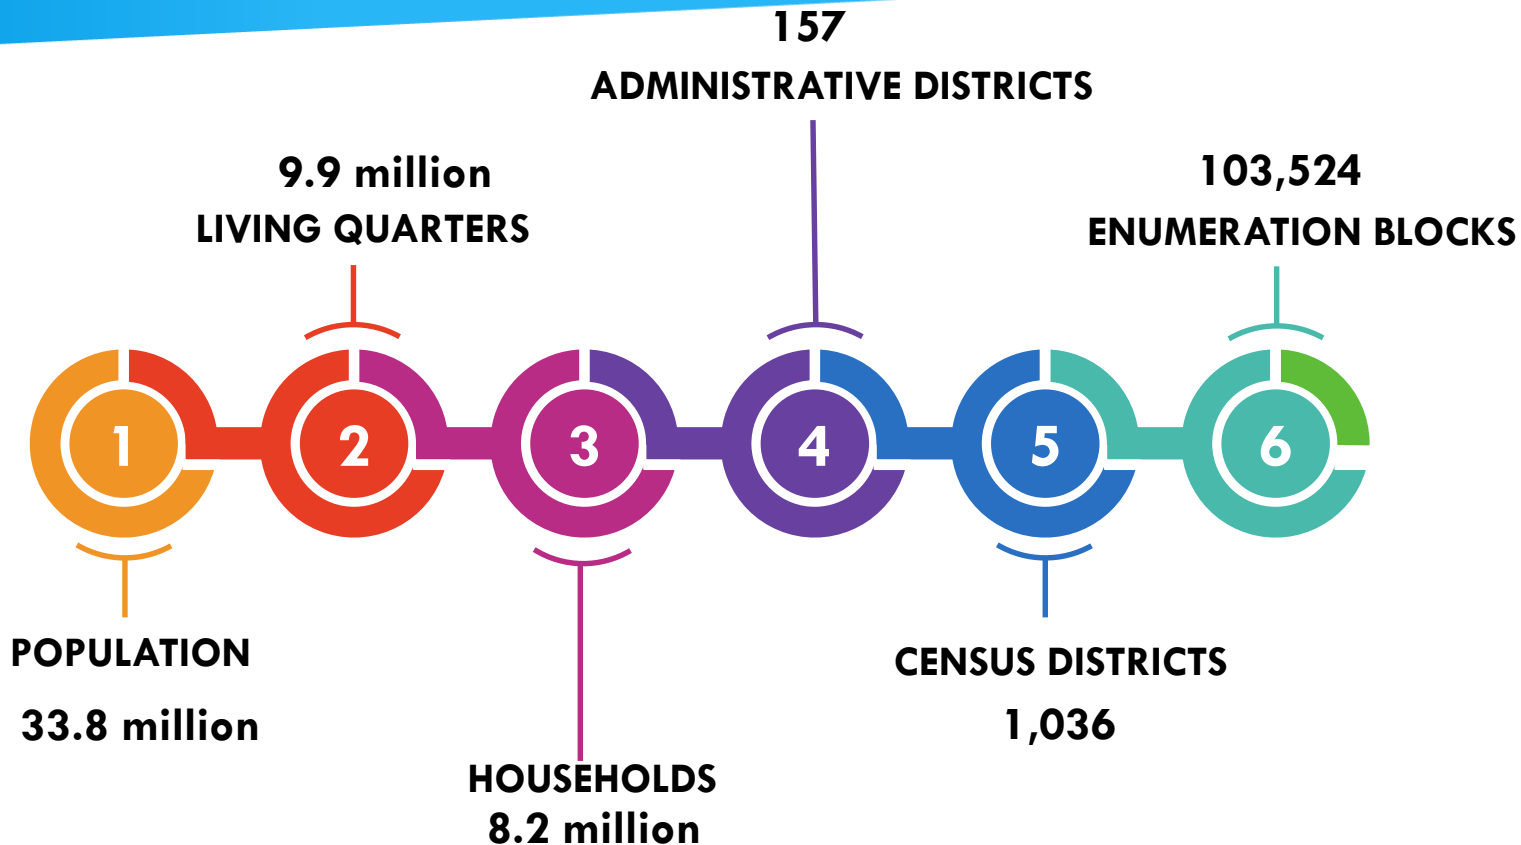 157
ADMINISTRATIVE DISTRICTS
9.9 million
LIVING QUARTERS
103,524
ENUMERATION BLOCKS
1
2
3
4
5
6
POPULATION
33.8 million
CENSUS DISTRICTS
1,036
HOUSEHOLDS
8.2 million